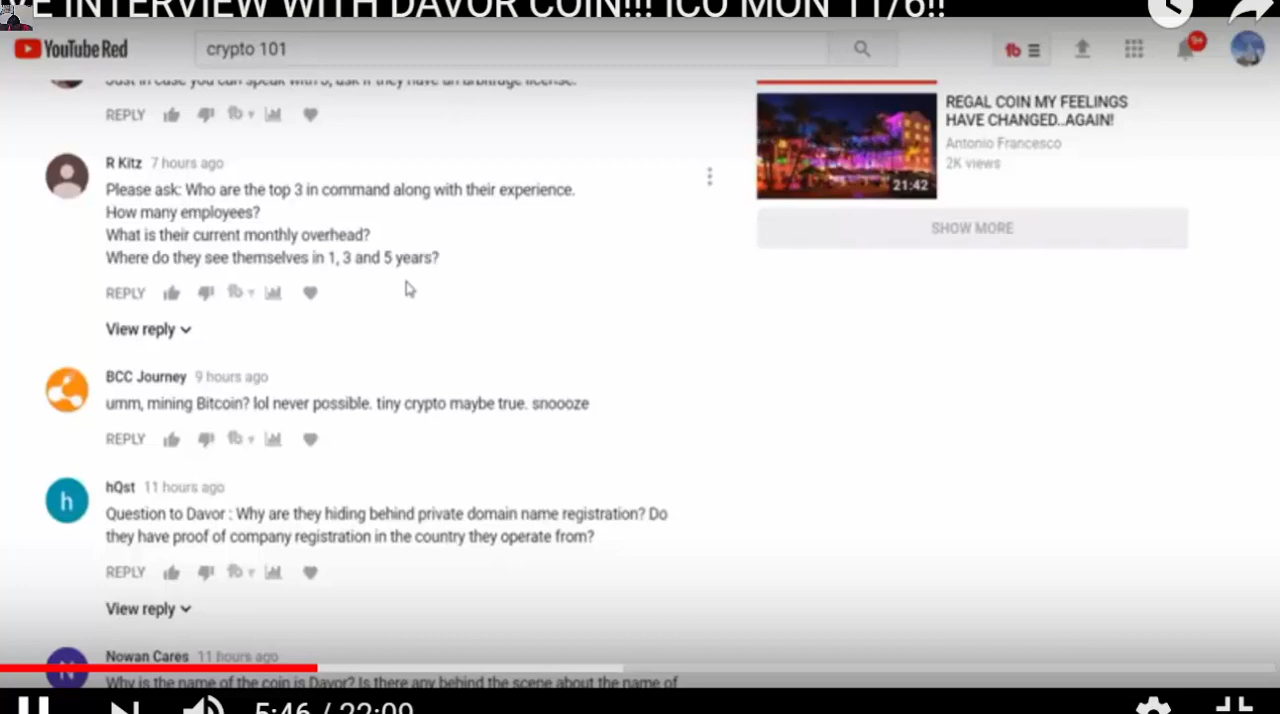 VE INTERVIEW WITH DAVOR COIN!!! ICO MON 11/6!!
YouTube Red
crypto 101
9+
Just in case you can speak with 5, ask if they have an arbitrage license.
REPLY
R Kitz 7 hours ago
Please ask: Who are the top 3 in command along with their experience.
How many employees?
What is their current monthly overhead?
Where do they see themselves in 1, 3 and 5 years?
REPLY
View reply
BCC Journey 9 hours ago
umm, mining Bitcoin? lol never possible. tiny crypto maybe true. snoooze
REPLY
h
hQst 11 hours ago
Question to Davor : Why are they hiding behind private domain name registration? Do
they have proof of company registration in the country they operate from?
REPLY
View reply
N
Nowan Cares 11 hours ago
Why is the name of the coin is Davor? Is there any behind the scene about the name of
REGAL COIN MY FEELINGS
HAVE CHANGED..AGAIN!
Antonio Francesco
2K views
21:42
SHOW MORE
5:46 / 22:09